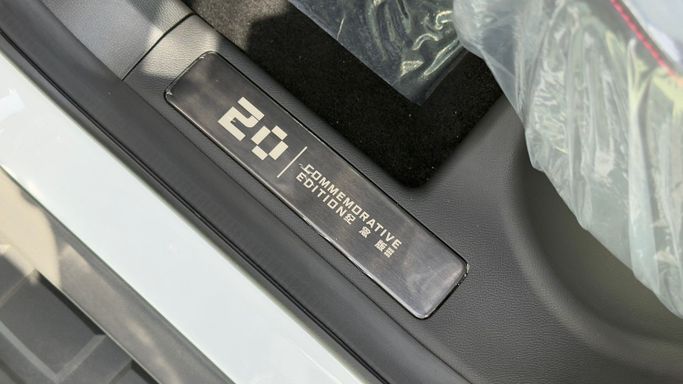 20
COMMEMORATIVE
EDITION纪 念 版